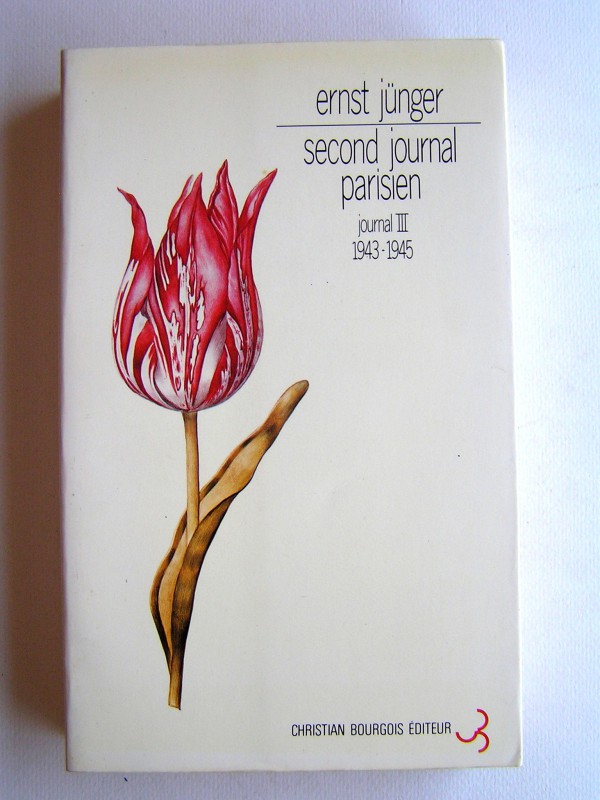 ernst jünger
second journal
parisien
journal III
1943-1945
CHRISTIAN BOURGOIS ÉDITEUR